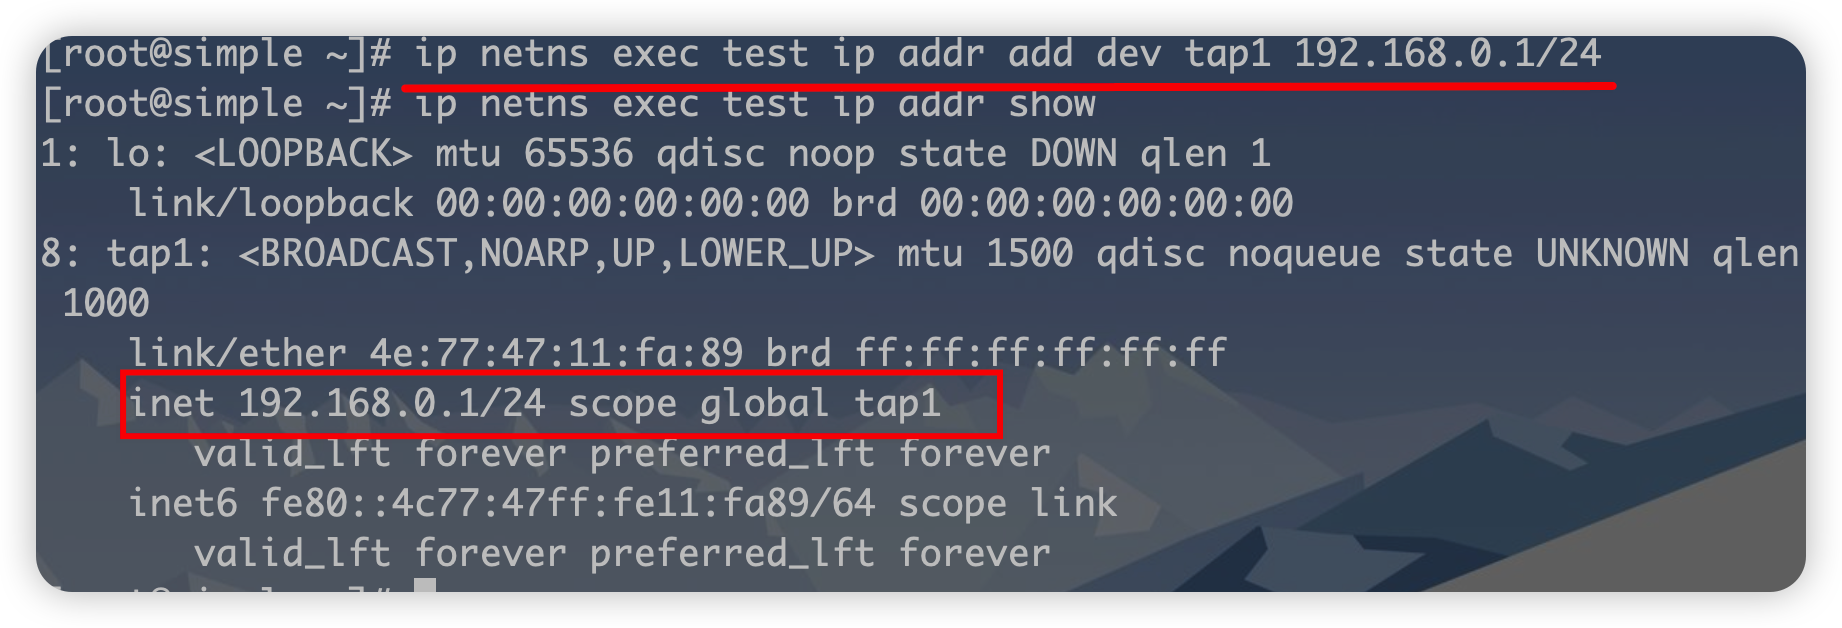 [root@simple ~]# ip netns exec test ip addr add dev tap1 192.168.0.1/24
[root@simple ~]# ip netns exec test ip addr show
1: lo: <LOOPBACK> mtu 65536 qdisc noop state DOWN qlen 1
link/loopback 00:00:00:00:00:00 brd 00:00:00:00:00:00
8: tap1: <BROADCAST,NOARP,UP,LOWER_UP> mtu 1500 qdisc noqueue state UNKNOWN qlen
1000
link/ether 4e:77:47:11:fa:89 brd ff:ff:ff:ff:ff:ff
inet 192.168.0.1/24 scope global tap1
valid_lft forever preferred_lft forever
inet6 fe80::4c77:47ff:fe11:fa89/64 scope link
valid_lft forever preferred_lft forever